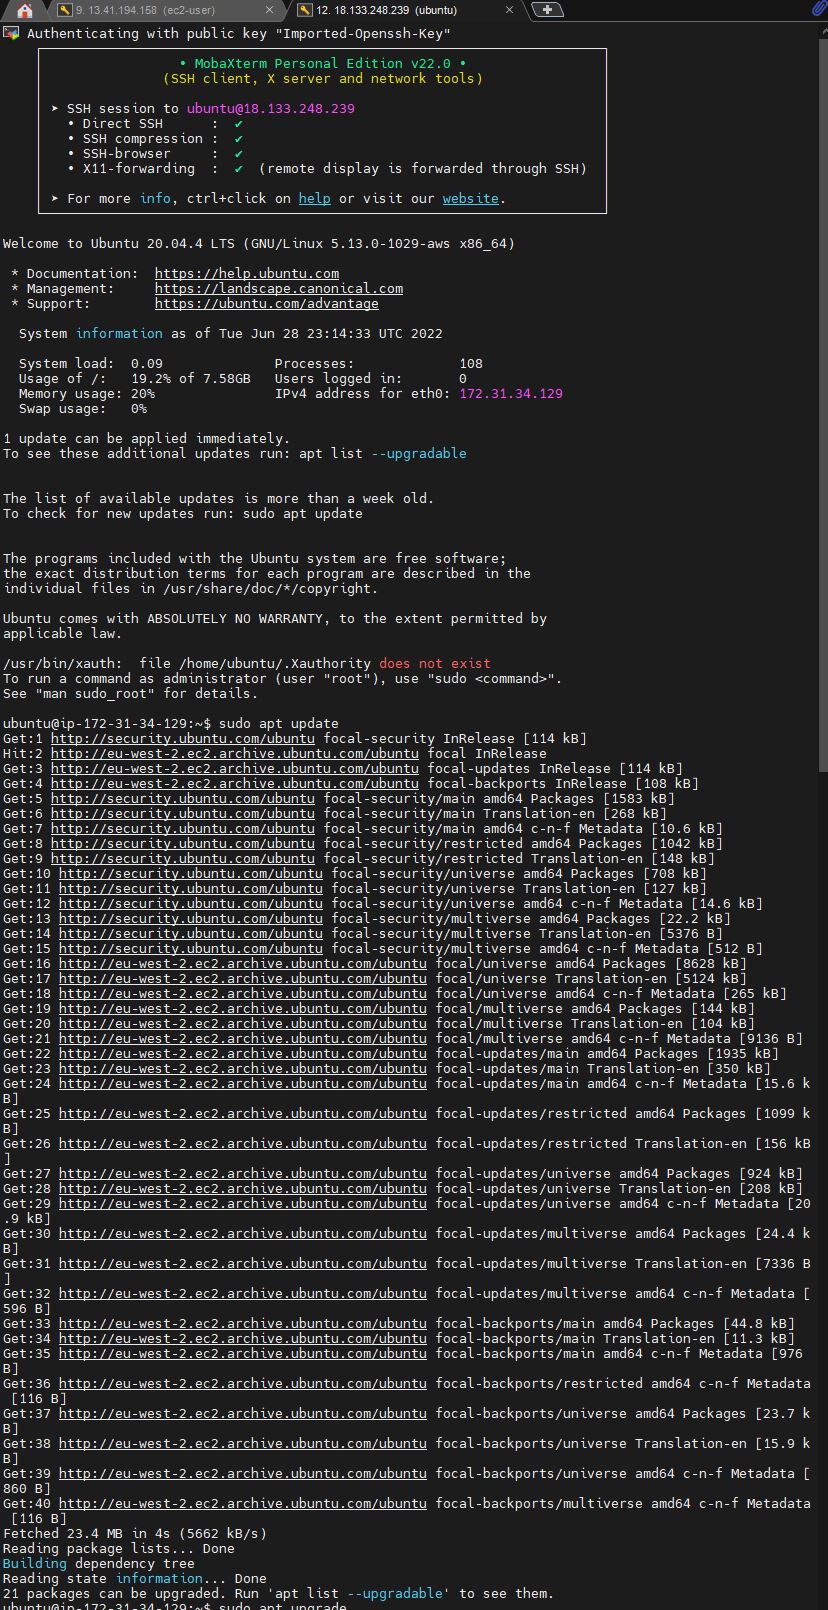 9. 13.41.194.158 (ec2-user)
12. 18.133.248.239 (ubuntu)
Authenticating with public key "Imported-Openssh-Key"
• MobaXterm Personal Edition v22.0 •
(SSH client, X server and network tools)
➤ SSH session to ubuntu@18.133.248.239
• Direct SSH : ✔
• SSH compression : ✔
• SSH-browser : ✔
• X11-forwarding : ✔ (remote display is forwarded through SSH)
➤ For more info, ctrl+click on help or visit our website.
Welcome to Ubuntu 20.04.4 LTS (GNU/Linux 5.13.0-1029-aws x86_64)
* Documentation: https://help.ubuntu.com
* Management: https://landscape.canonical.com
* Support: https://ubuntu.com/advantage
System information as of Tue Jun 28 23:14:33 UTC 2022
System load: 0.09 Processes: 108
Usage of /: 19.2% of 7.58GB Users logged in: 0
Memory usage: 20% IPv4 address for eth0: 172.31.34.129
Swap usage: 0%
1 update can be applied immediately.
To see these additional updates run: apt list --upgradable
The list of available updates is more than a week old.
To check for new updates run: sudo apt update
The programs included with the Ubuntu system are free software;
the exact distribution terms for each program are described in the
individual files in /usr/share/doc/*/copyright.
Ubuntu comes with ABSOLUTELY NO WARRANTY, to the extent permitted by
applicable law.
/usr/bin/xauth: file /home/ubuntu/.Xauthority does not exist
To run a command as administrator (user "root"), use "sudo <command>".
See "man sudo_root" for details.
ubuntu@ip-172-31-34-129:~$ sudo apt update
Get:1 http://security.ubuntu.com/ubuntu focal-security InRelease [114 kB]
Hit:2 http://eu-west-2.ec2.archive.ubuntu.com/ubuntu focal InRelease
Get:3 http://eu-west-2.ec2.archive.ubuntu.com/ubuntu focal-updates InRelease [114 kB]
Get:4 http://eu-west-2.ec2.archive.ubuntu.com/ubuntu focal-backports InRelease [108 kB]
Get:5 http://security.ubuntu.com/ubuntu focal-security/main amd64 Packages [1583 kB]
Get:6 http://security.ubuntu.com/ubuntu focal-security/main Translation-en [268 kB]
Get:7 http://security.ubuntu.com/ubuntu focal-security/main amd64 c-n-f Metadata [10.6 kB]
Get:8 http://security.ubuntu.com/ubuntu focal-security/restricted amd64 Packages [1042 kB]
Get:9 http://security.ubuntu.com/ubuntu focal-security/restricted Translation-en [148 kB]
Get:10 http://security.ubuntu.com/ubuntu focal-security/universe amd64 Packages [708 kB]
Get:11 http://security.ubuntu.com/ubuntu focal-security/universe Translation-en [127 kB]
Get:12 http://security.ubuntu.com/ubuntu focal-security/universe amd64 c-n-f Metadata [14.6 kB]
Get:13 http://security.ubuntu.com/ubuntu focal-security/multiverse amd64 Packages [22.2 kB]
Get:14 http://security.ubuntu.com/ubuntu focal-security/multiverse Translation-en [5376 B]
Get:15 http://security.ubuntu.com/ubuntu focal-security/multiverse amd64 c-n-f Metadata [512 B]
Get:16 http://eu-west-2.ec2.archive.ubuntu.com/ubuntu focal/universe amd64 Packages [8628 kB]
Get:17 http://eu-west-2.ec2.archive.ubuntu.com/ubuntu focal/universe Translation-en [5124 kB]
Get:18 http://eu-west-2.ec2.archive.ubuntu.com/ubuntu focal/universe amd64 c-n-f Metadata [265 kB]
Get:19 http://eu-west-2.ec2.archive.ubuntu.com/ubuntu focal/multiverse amd64 Packages [144 kB]
Get:20 http://eu-west-2.ec2.archive.ubuntu.com/ubuntu focal/multiverse Translation-en [104 kB]
Get:21 http://eu-west-2.ec2.archive.ubuntu.com/ubuntu focal/multiverse amd64 c-n-f Metadata [9136 B]
Get:22 http://eu-west-2.ec2.archive.ubuntu.com/ubuntu focal-updates/main amd64 Packages [1935 kB]
Get:23 http://eu-west-2.ec2.archive.ubuntu.com/ubuntu focal-updates/main Translation-en [350 kB]
Get:24 http://eu-west-2.ec2.archive.ubuntu.com/ubuntu focal-updates/main amd64 c-n-f Metadata [15.6 k
B]
Get:25 http://eu-west-2.ec2.archive.ubuntu.com/ubuntu focal-updates/restricted amd64 Packages [1099 k
B]
Get:26 http://eu-west-2.ec2.archive.ubuntu.com/ubuntu focal-updates/restricted Translation-en [156 kB
]
Get:27 http://eu-west-2.ec2.archive.ubuntu.com/ubuntu focal-updates/universe amd64 Packages [924 kB]
Get:28 http://eu-west-2.ec2.archive.ubuntu.com/ubuntu focal-updates/universe Translation-en [208 kB]
Get:29 http://eu-west-2.ec2.archive.ubuntu.com/ubuntu focal-updates/universe amd64 c-n-f Metadata [20
.9 kB]
Get:30 http://eu-west-2.ec2.archive.ubuntu.com/ubuntu focal-updates/multiverse amd64 Packages [24.4 k
B]
Get:31 http://eu-west-2.ec2.archive.ubuntu.com/ubuntu focal-updates/multiverse Translation-en [7336 B
]
Get:32 http://eu-west-2.ec2.archive.ubuntu.com/ubuntu focal-updates/multiverse amd64 c-n-f Metadata [
596 B]
Get:33 http://eu-west-2.ec2.archive.ubuntu.com/ubuntu focal-backports/main amd64 Packages [44.8 kB]
Get:34 http://eu-west-2.ec2.archive.ubuntu.com/ubuntu focal-backports/main Translation-en [11.3 kB]
Get:35 http://eu-west-2.ec2.archive.ubuntu.com/ubuntu focal-backports/main amd64 c-n-f Metadata [976
B]
Get:36 http://eu-west-2.ec2.archive.ubuntu.com/ubuntu focal-backports/restricted amd64 c-n-f Metadata
[116 B]
Get:37 http://eu-west-2.ec2.archive.ubuntu.com/ubuntu focal-backports/universe amd64 Packages [23.7 k
B]
Get:38 http://eu-west-2.ec2.archive.ubuntu.com/ubuntu focal-backports/universe Translation-en [15.9 k
B]
Get:39 http://eu-west-2.ec2.archive.ubuntu.com/ubuntu focal-backports/universe amd64 c-n-f Metadata [
860 B]
Get:40 http://eu-west-2.ec2.archive.ubuntu.com/ubuntu focal-backports/multiverse amd64 c-n-f Metadata
[116 B]
Fetched 23.4 MB in 4s (5662 kB/s)
Reading package lists... Done
Building dependency tree
Reading state information... Done
21 packages can be upgraded. Run 'apt list --upgradable' to see them.
ubuntu@ip-172-31-34-129:~$ sudo apt upgrade